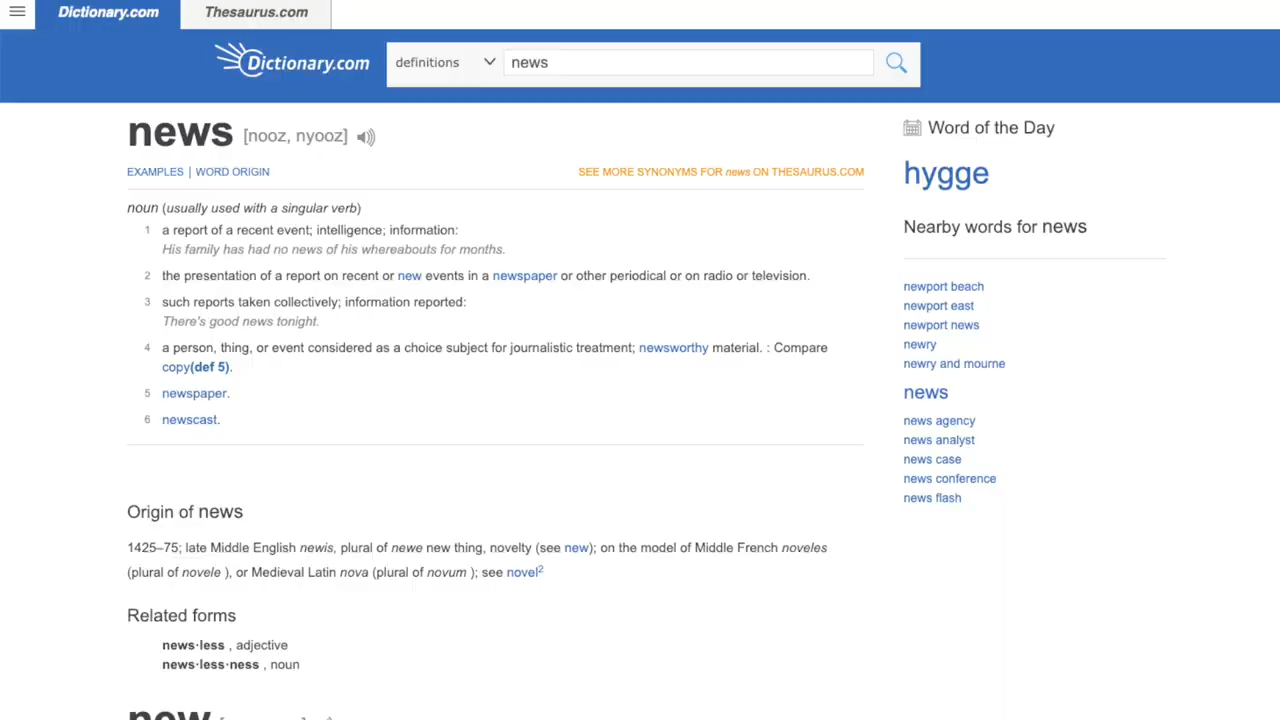 Dictionary.com
Thesaurus.com
Dictionary.com
definitions
news
news [nooz, nyooz]
EXAMPLES | WORD ORIGIN
SEE MORE SYNONYMS FOR news ON THESAURUS.COM
noun (usually used with a singular verb)
1 a report of a recent event; intelligence; information:
His family has had no news of his whereabouts for months.
2 the presentation of a report on recent or new events in a newspaper or other periodical or on radio or television.
3 such reports taken collectively; information reported:
There's good news tonight.
4 a person, thing, or event considered as a choice subject for journalistic treatment; newsworthy material. : Compare
copy(def 5).
5 newspaper.
6 newscast.
Origin of news
1425–75; late Middle English newis, plural of newe new thing, novelty (see new); on the model of Middle French noveles
(plural of novele ), or Medieval Latin nova (plural of novum ); see novel2
Related forms
news·less , adjective
news·less·ness , noun
new
Word of the Day
hygge
Nearby words for news
newport beach
newport east
newport news
newry
newry and mourne
news
news agency
news analyst
news case
news conference
news flash